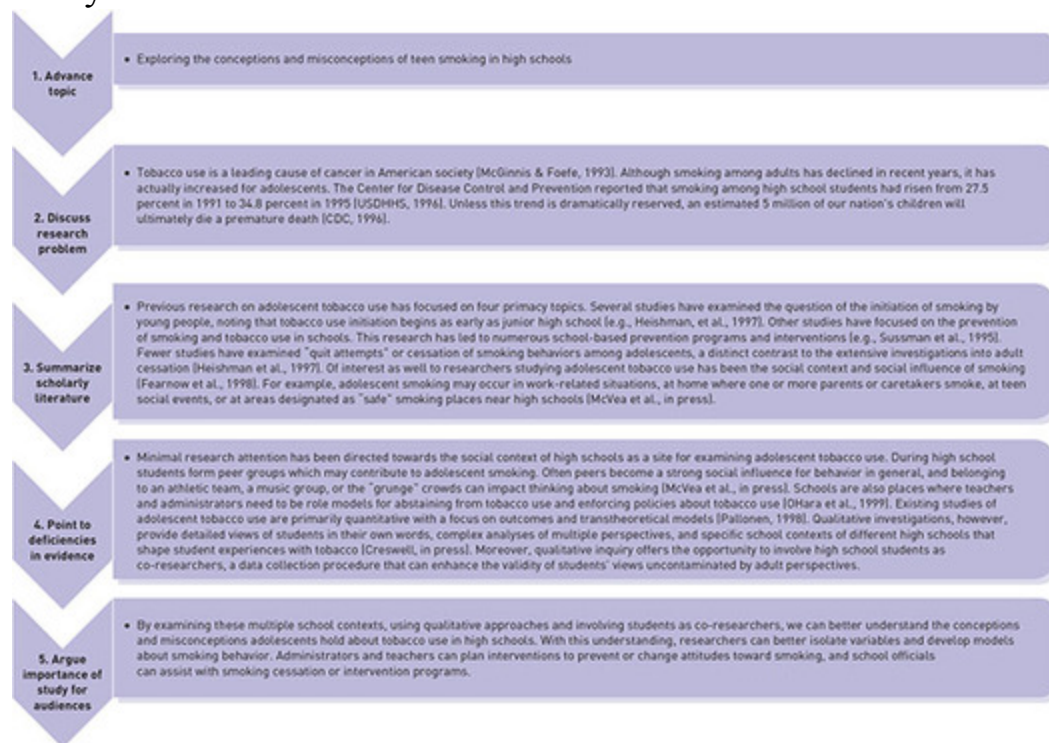 1. Advance
topic
• Exploring the conceptions and misconceptions of teen smoking in high schools
2. Discuss
research
problem
• Tobacco use is a leading cause of cancer in American society (McGinnis & Foefe, 1993). Although smoking among adults has declined in recent years, it has
actually increased for adolescents. The Center for Disease Control and Prevention reported that smoking among high school students had risen from 27.5
percent in 1991 to 34.8 percent in 1995 (USDHHS, 1996). Unless this trend is dramatically reserved, an estimated 5 million of our nation's children will
ultimately die a premature death (CDC, 1996).
3. Summarize
scholarly
literature
• Previous research on adolescent tobacco use has focused on four primacy topics. Several studies have examined the question of the initiation of smoking by
young people, noting that tobacco use initiation begins as early as junior high school (e.g., Heishman, et al., 1997). Other studies have focused on the prevention
of smoking and tobacco use in schools. This research has led to numerous school-based prevention programs and interventions (e.g., Sussman et al., 1995).
Fewer studies have examined "quit attempts" or cessation of smoking behaviors among adolescents, a distinct contrast to the extensive investigations into adult
cessation (Heishman et al., 1997). Of interest as well to researchers studying adolescent tobacco use has been the social context and social influence of smoking
(Fearnow et al., 1998). For example, adolescent smoking may occur in work-related situations, at home where one or more parents or caretakers smoke, at teen
social events, or at areas designated as "safe" smoking places near high schools (McVea et al., in press).
4. Point to
deficiencies
in evidence
• Minimal research attention has been directed towards the social context of high schools as a site for examining adolescent tobacco use. During high school
students form peer groups which may contribute to adolescent smoking. Often peers become a strong social influence for behavior in general, and belonging
to an athletic team, a music group, or the "grunge" crowds can impact thinking about smoking (McVea et al., in press). Schools are also places where teachers
and administrators need to be role models for abstaining from tobacco use and enforcing policies about tobacco use (OHara et al., 1999). Existing studies of
adolescent tobacco use are primarily quantitative with a focus on outcomes and transtheoretical models (Pallonen, 1998). Qualitative investigations, however,
provide detailed views of students in their own words, complex analyses of multiple perspectives, and specific school contexts of different high schools that
shape student experiences with tobacco (Creswell, in press). Moreover, qualitative inquiry offers the opportunity to involve high school students as
co-researchers, a data collection procedure that can enhance the validity of students' views uncontaminated by adult perspectives.
5. Argue
importance of
study for
audiences
• By examining these multiple school contexts, using qualitative approaches and involving students as co-researchers, we can better understand the conceptions
and misconceptions adolescents hold about tobacco use in high schools. With this understanding, researchers can better isolate variables and develop models
about smoking behavior. Administrators and teachers can plan interventions to prevent or change attitudes toward smoking, and school officials
can assist with smoking cessation or intervention programs.